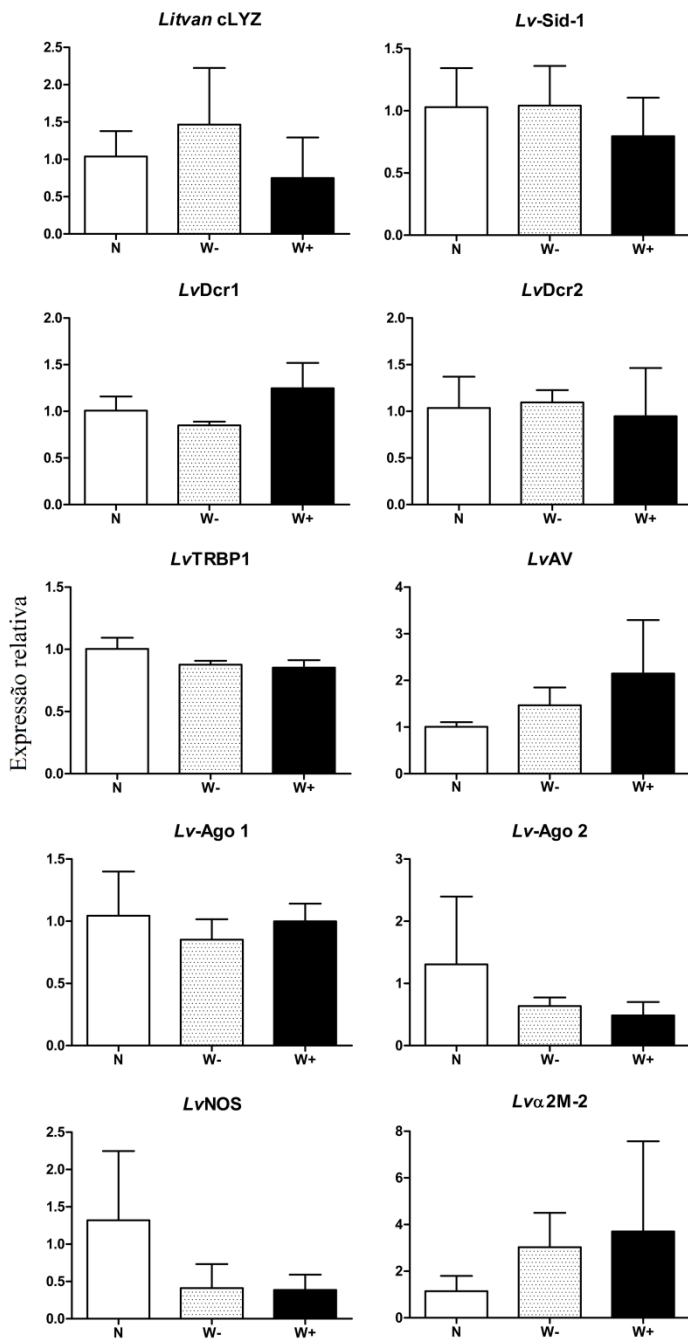 Litvan cLYZ
2.5
2.0
1.5
1.0
0.5
0.0
N W- W+
Lv-Sid-1
1.5
1.0
0.5
0.0
N W- W+
LvDcr1
2.0
1.5
1.0
0.5
0.0
N W- W+
LvDcr2
2.0
1.5
1.0
0.5
0.0
N W- W+
Expressão relativa
LvTRBP1
1.5
1.0
0.5
0.0
N W- W+
LvAV
4
3
2
1
0
N W- W+
Lv-Ago 1
1.5
1.0
0.5
0.0
N W- W+
Lv-Ago 2
3
2
1
0
N W- W+
LvNOS
2.5
2.0
1.5
1.0
0.5
0.0
N W- W+
Lvα2M-2
8
6
4
2
0
N W- W+